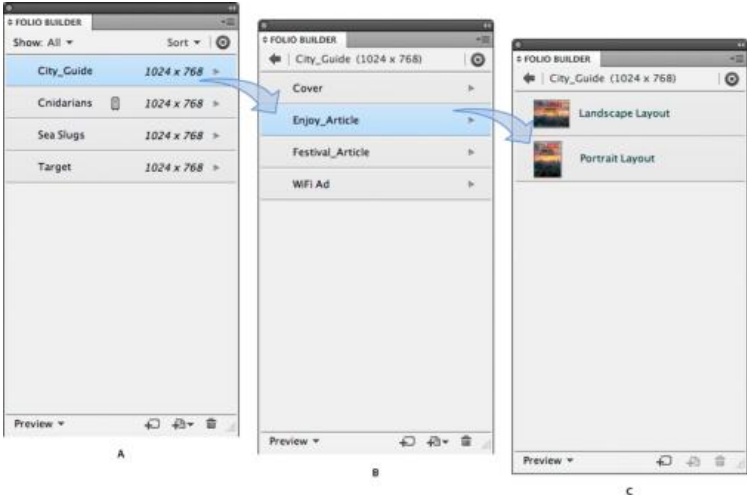 FOLIO BUILDER
Show: All Sort
City_Guide 1024 x 768
Cnidarians 1024 x 768
Sea Slugs 1024 x 768
Target 1024 x 768
Preview
A
FOLIO BUILDER
City_Guide (1024 x 768)
Cover
Enjoy_Article
Festival_Article
WiFi Ad
Preview
B
FOLIO BUILDER
City_Guide (1024 x 768)
Landscape Layout
Portrait Layout
Preview
C